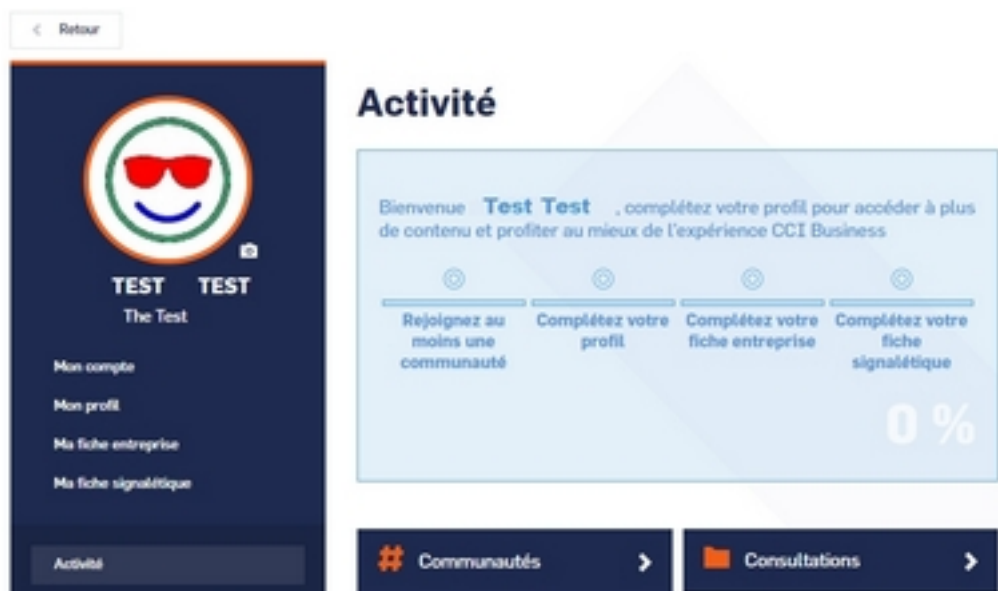 Retour
TEST TEST
The Test
Mon compte
Mon profil
Ma fiche entreprise
Ma fiche signalétique
Activité
Activité
Bienvenue Test Test , complétez votre profil pour accéder à plus
de contenu et profiter au mieux de l'expérience CCI Business
Rejoignez au
moins une
communauté
Complétez votre
profil
Complétez votre
fiche entreprise
Complétez votre
fiche
signalétique
0 %
# Communautés
Consultations